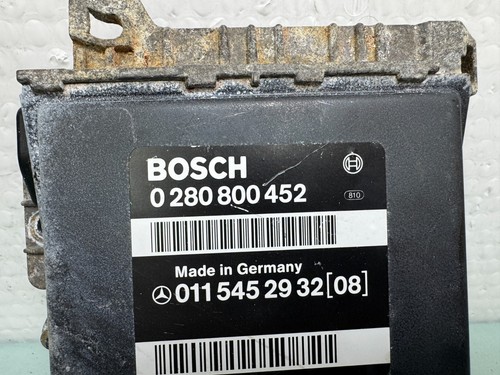 BOSCH
0 280 800 452
810
Made in Germany
011 545 29 32 [08]